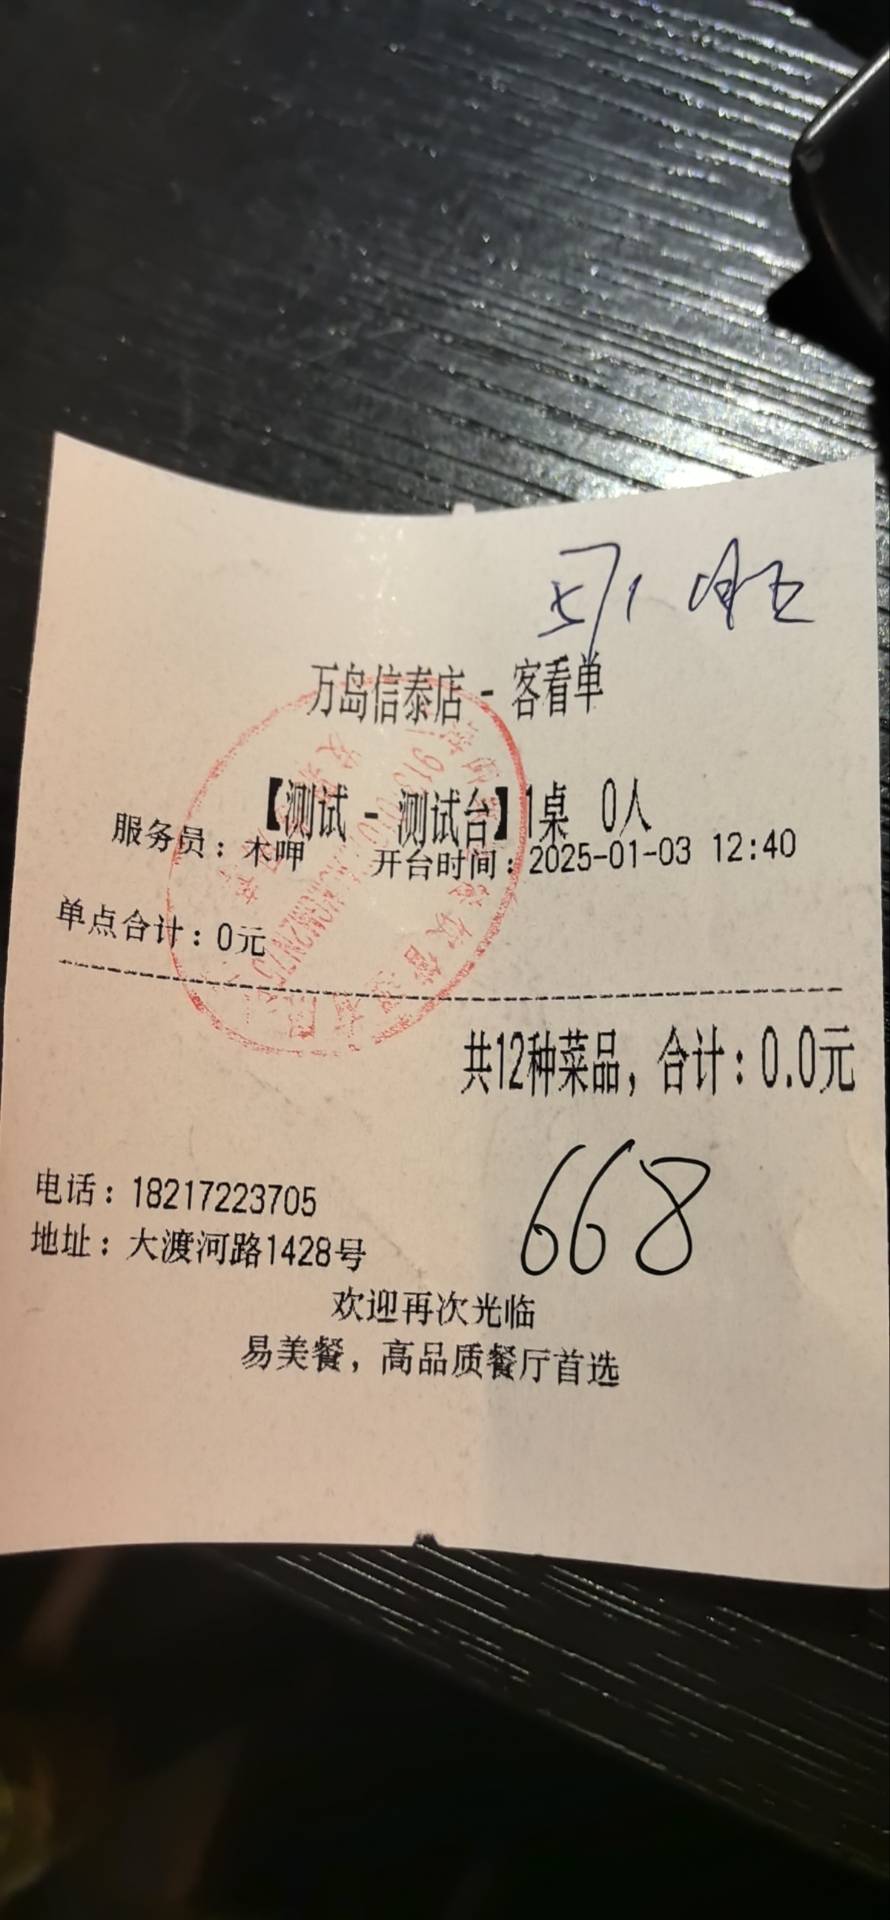 万岛信泰店 - 客看单
【测试 - 测试台】1桌 0人
服务员：木呷 开台时间：2025-01-03 12:40
单点合计：0元
共12种菜品，合计：0.0元
668
电话：18217223705
地址：大渡河路1428号
欢迎再次光临
易美餐，高品质餐厅首选